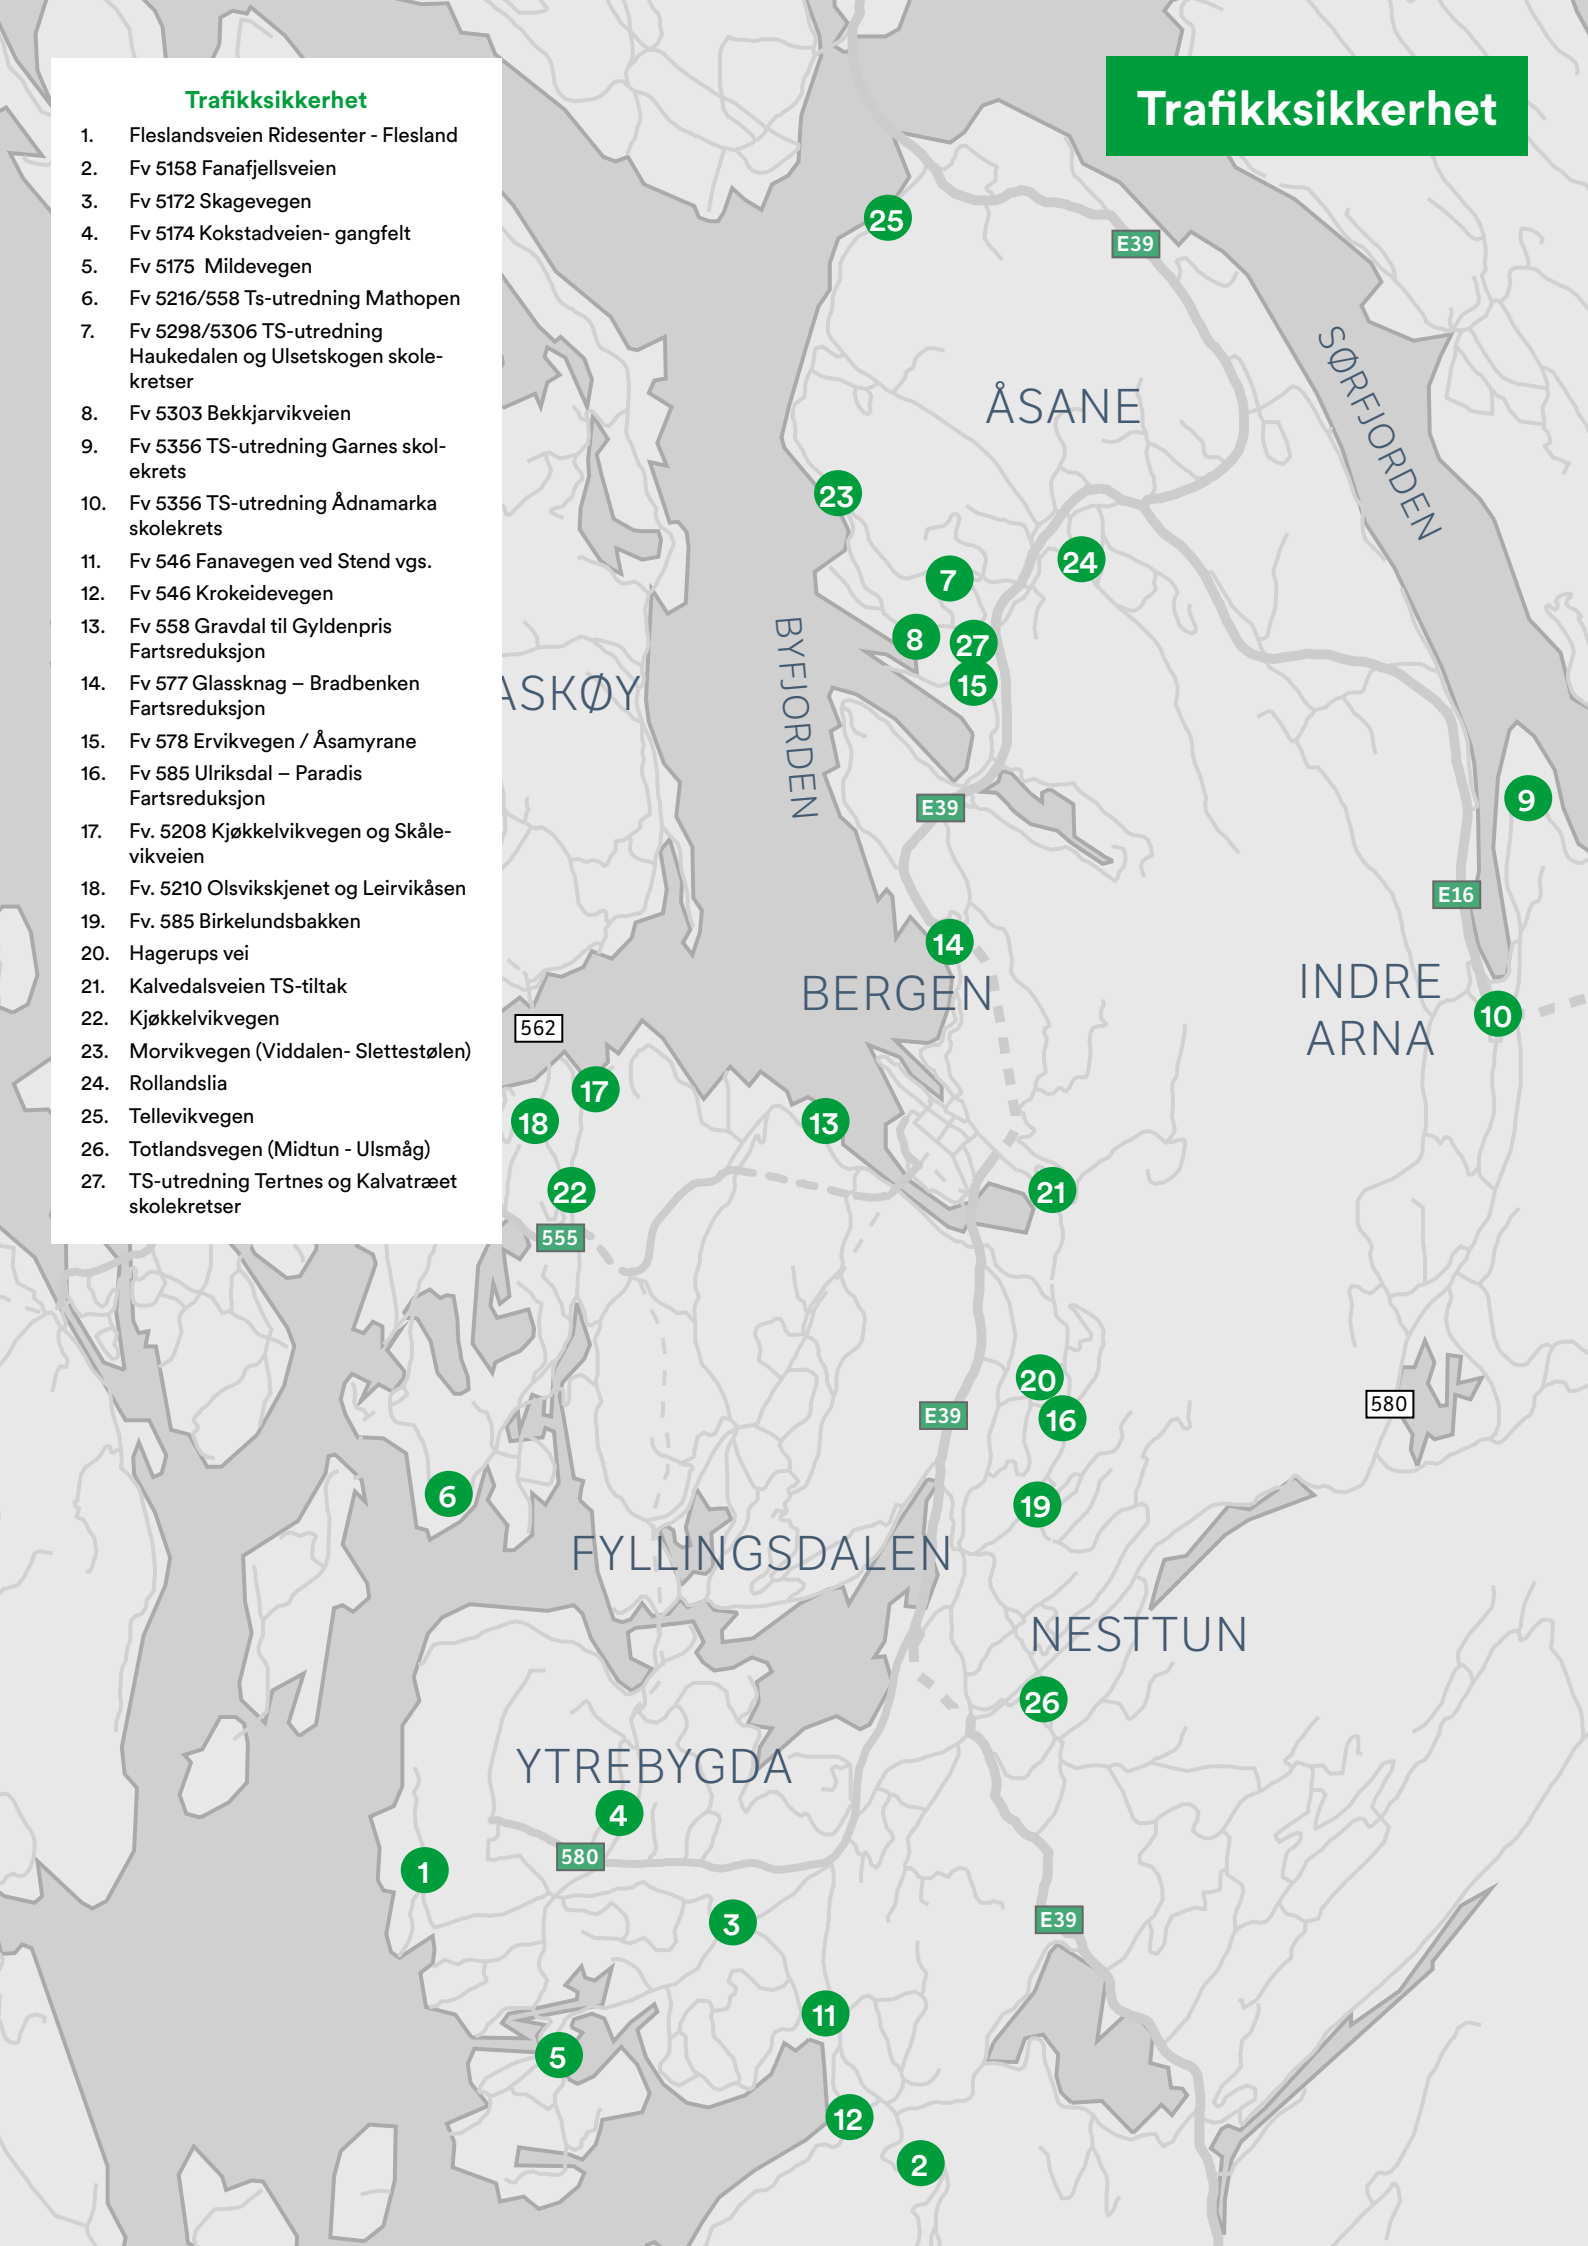 Trafikksikkerhet
1. Fleslandsveien Ridesenter - Flesland
2. Fv 5158 Fanafjellsveien
3. Fv 5172 Skagevegen
4. Fv 5174 Kokstadveien- gangfelt
5. Fv 5175  Mildevegen
6. Fv 5216/558 Ts-utredning Mathopen
7. Fv 5298/5306 TS-utredning
Haukedalen og Ulsetskogen skole-
kretser
8. Fv 5303 Bekkjarvikveien
9. Fv 5356 TS-utredning Garnes skol-
ekrets
10. Fv 5356 TS-utredning Ådnamarka
skolekrets
11. Fv 546 Fanavegen ved Stend vgs.
12. Fv 546 Krokeidevegen
13. Fv 558 Gravdal til Gyldenpris
Fartsreduksjon
14. Fv 577 Glassknag – Bradbenken
Fartsreduksjon
15. Fv 578 Ervikvegen / Åsamyrane
16. Fv 585 Ulriksdal – Paradis
Fartsreduksjon
17. Fv. 5208 Kjøkkelvikvegen og Skåle-
vikveien
18. Fv. 5210 Olsvikskjenet og Leirvikåsen
19. Fv. 585 Birkelundsbakken
20. Hagerups vei
21. Kalvedalsveien TS-tiltak
22. Kjøkkelvikvegen
23. Morvikvegen (Viddalen- Slettestølen)
24. Rollandslia
25. Tellevikvegen
26. Totlandsvegen (Midtun - Ulsmåg)
27. TS-utredning Tertnes og Kalvatræet
skolekretser
Trafikksikkerhet
25
E39
SØRFJORDEN
ÅSANE
23
24
7
8
27
15
ASKØY
BYFJORDEN
E39
9
E16
14
BERGEN
INDRE
ARNA
10
562
17
18
13
22
21
555
20
16
E39
580
6
19
FYLLINGSDALEN
NESTTUN
26
YTREBYGDA
4
580
1
3
E39
11
5
12
2